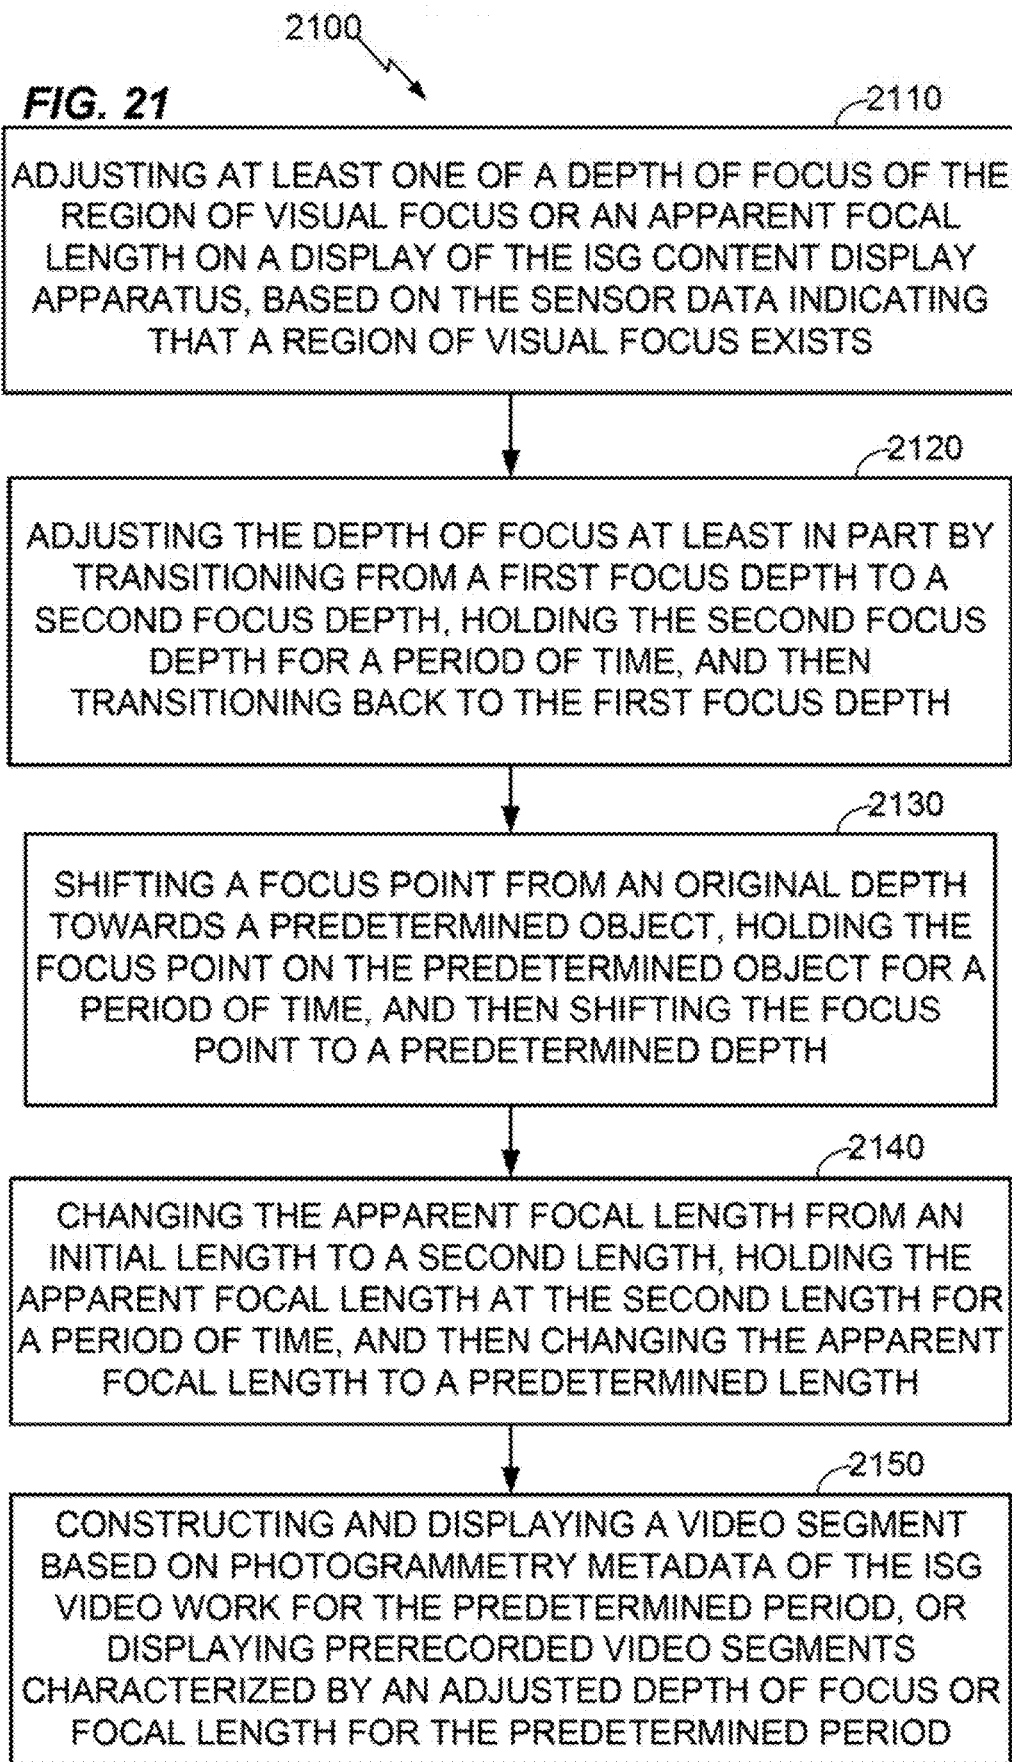 2100
FIG. 21
2110
ADJUSTING AT LEAST ONE OF A DEPTH OF FOCUS OF THE
REGION OF VISUAL FOCUS OR AN APPARENT FOCAL
LENGTH ON A DISPLAY OF THE ISG CONTENT DISPLAY
APPARATUS, BASED ON THE SENSOR DATA INDICATING
THAT A REGION OF VISUAL FOCUS EXISTS
2120
ADJUSTING THE DEPTH OF FOCUS AT LEAST IN PART BY
TRANSITIONING FROM A FIRST FOCUS DEPTH TO A
SECOND FOCUS DEPTH, HOLDING THE SECOND FOCUS
DEPTH FOR A PERIOD OF TIME, AND THEN
TRANSITIONING BACK TO THE FIRST FOCUS DEPTH
2130
SHIFTING A FOCUS POINT FROM AN ORIGINAL DEPTH
TOWARDS A PREDETERMINED OBJECT, HOLDING THE
FOCUS POINT ON THE PREDETERMINED OBJECT FOR A
PERIOD OF TIME, AND THEN SHIFTING THE FOCUS
POINT TO A PREDETERMINED DEPTH
2140
CHANGING THE APPARENT FOCAL LENGTH FROM AN
INITIAL LENGTH TO A SECOND LENGTH, HOLDING THE
APPARENT FOCAL LENGTH AT THE SECOND LENGTH FOR
A PERIOD OF TIME, AND THEN CHANGING THE APPARENT
FOCAL LENGTH TO A PREDETERMINED LENGTH
2150
CONSTRUCTING AND DISPLAYING A VIDEO SEGMENT
BASED ON PHOTOGRAMMETRY METADATA OF THE ISG
VIDEO WORK FOR THE PREDETERMINED PERIOD, OR
DISPLAYING PRERECORDED VIDEO SEGMENTS
CHARACTERIZED BY AN ADJUSTED DEPTH OF FOCUS OR
FOCAL LENGTH FOR THE PREDETERMINED PERIOD